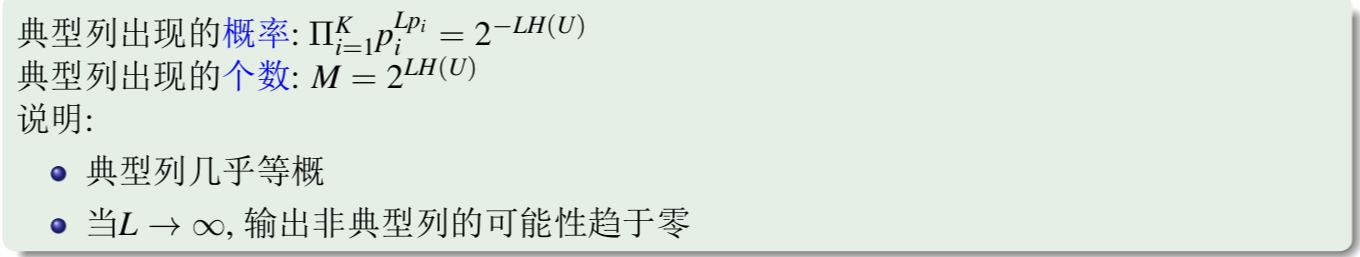 典型列出现的概率: $\Pi_{i=1}^{K} p_i^{Lp_i} = 2^{-LH(U)}$
典型列出现的个数: $M = 2^{LH(U)}$
说明:
典型列几乎等概
当$L \to \infty$, 输出非典型列的可能性趋于零